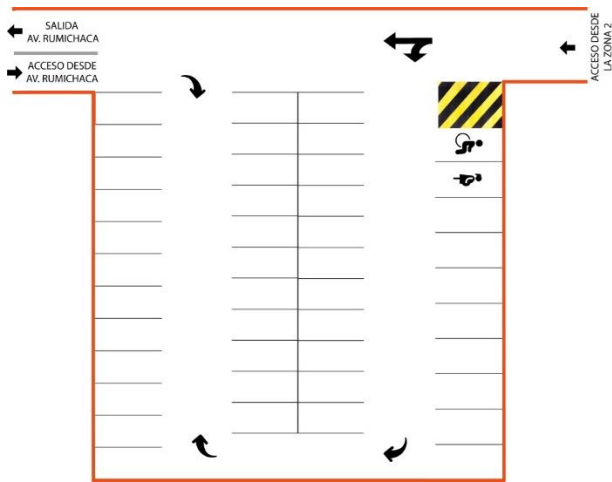 SALIDA
AV. RUMICHACA
ACCESO DESDE
AV. RUMICHACA
ACCESO DESDE
LA ZONA 2